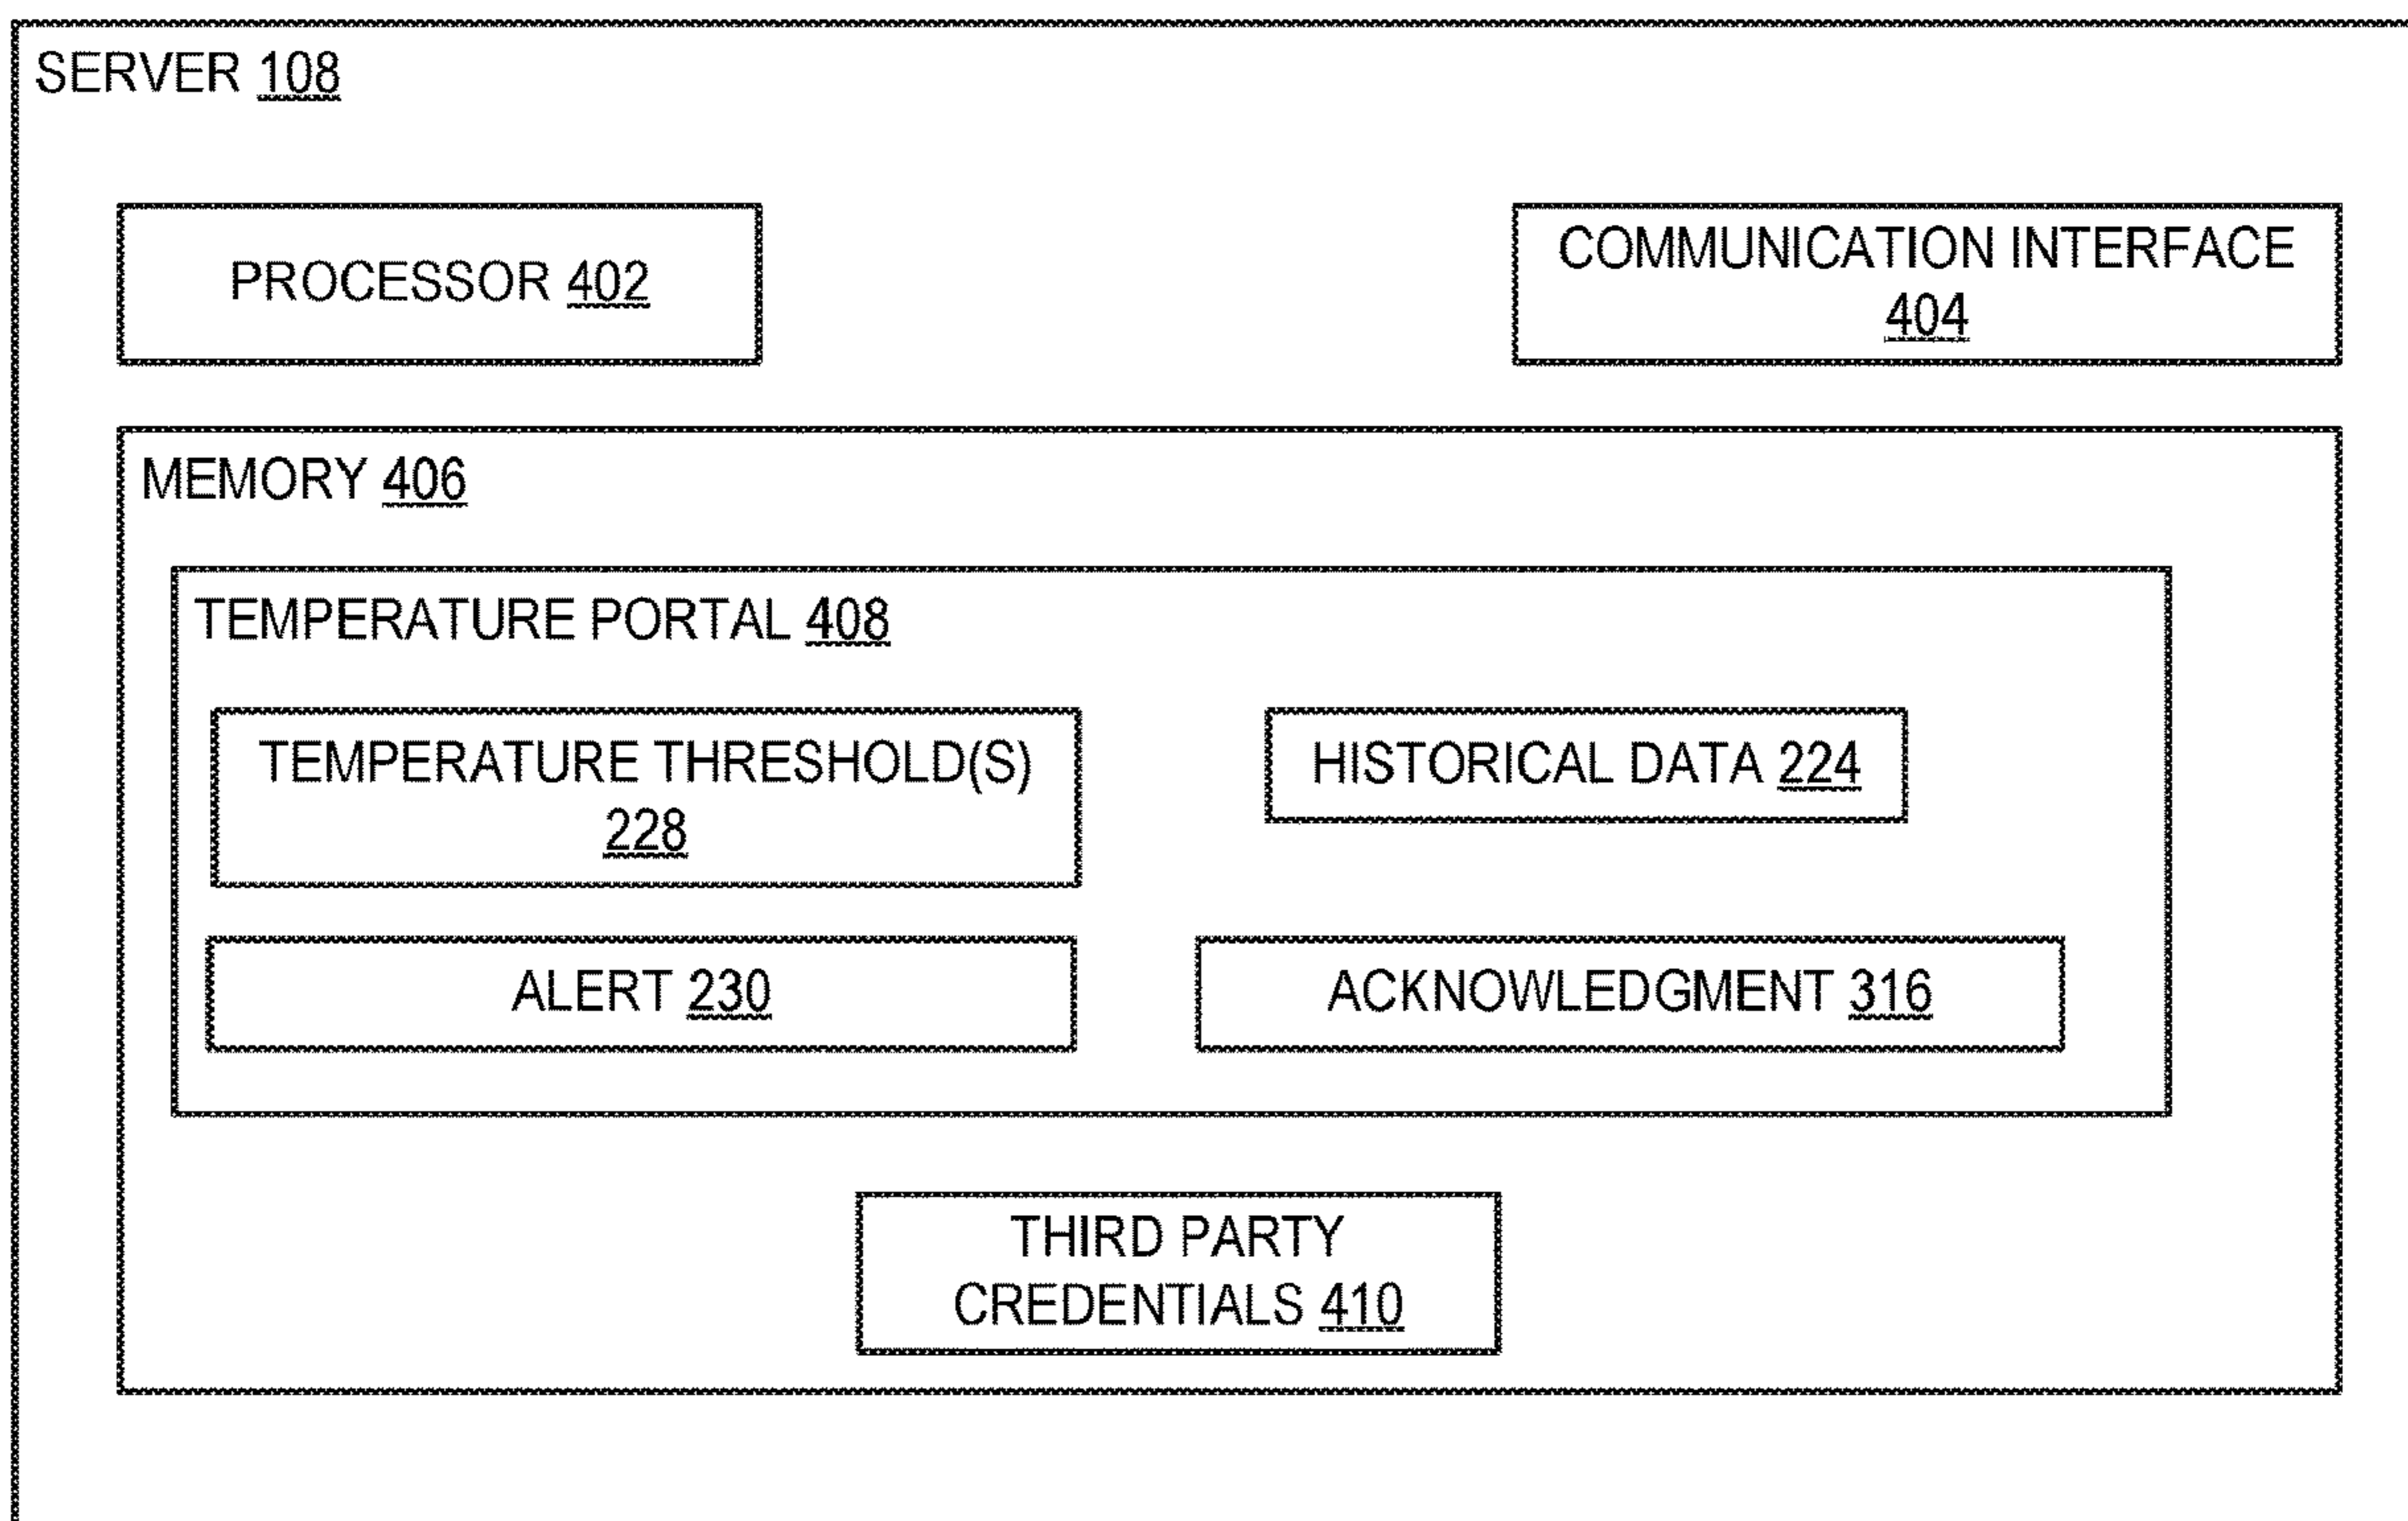 SERVER 108
PROCESSOR 402
COMMUNICATION INTERFACE
404
MEMORY 406
TEMPERATURE PORTAL 408
TEMPERATURE THRESHOLD(S)
228
HISTORICAL DATA 224
ALERT 230
ACKNOWLEDGMENT 316
THIRD PARTY
CREDENTIALS 410